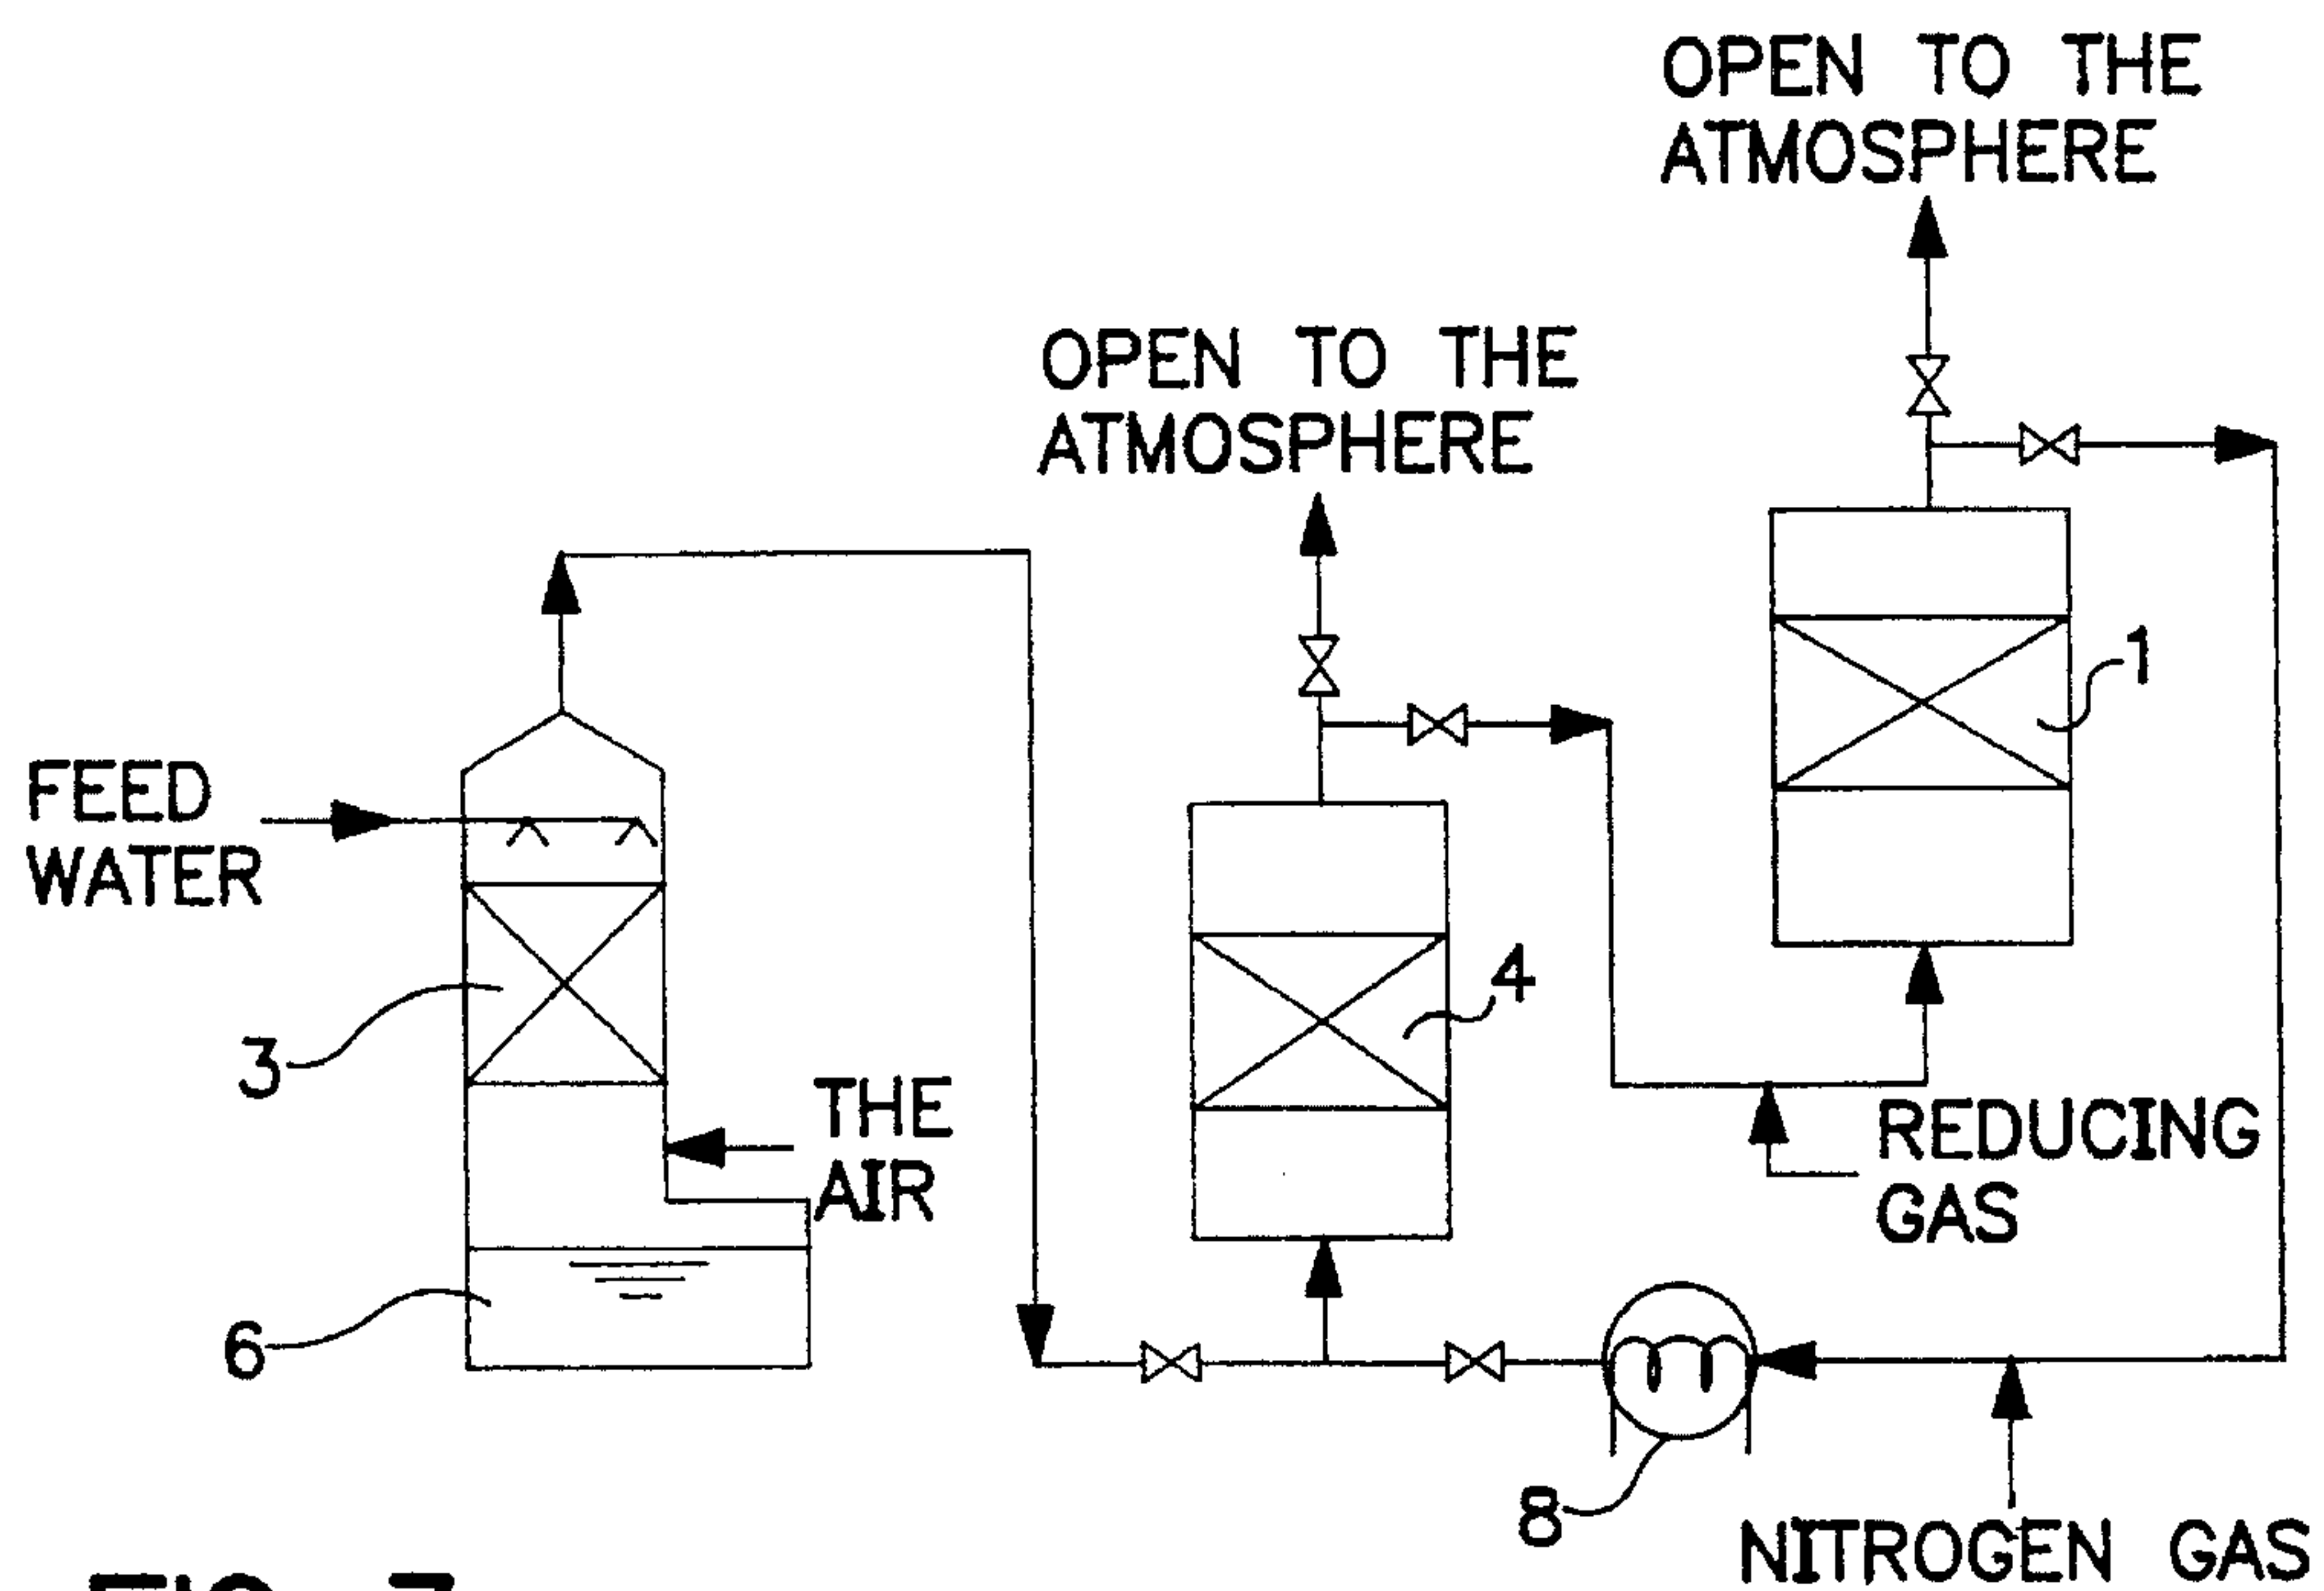 OPEN TO THE
ATMOSPHERE
OPEN TO THE
ATMOSPHERE
1
FEED
WATER
4
3
THE
AIR
REDUCING
GAS
6
8
NITROGEN GAS